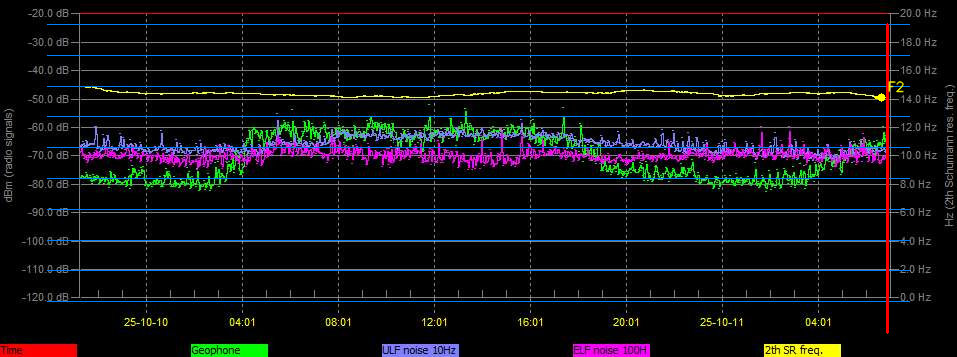 -20.0 dB 20.0 Hz
-30.0 dB 18.0 Hz
-40.0 dB 16.0 Hz
F2
-50.0 dB 14.0 Hz
-60.0 dB 12.0 Hz
-70.0 dB 10.0 Hz
-80.0 dB 8.0 Hz
-90.0 dB 6.0 Hz
-100.0 dB 4.0 Hz
-110.0 dB 2.0 Hz
-120.0 dB 0.0 Hz
dBm (radio signals)
Hz (2th Schumann res. freq.)
25-10-10 04:01 08:01 12:01 16:01 20:01 25-10-11 04:01
Time Geophone ULF noise 10Hz ELF noise 100H 2th SR freq.